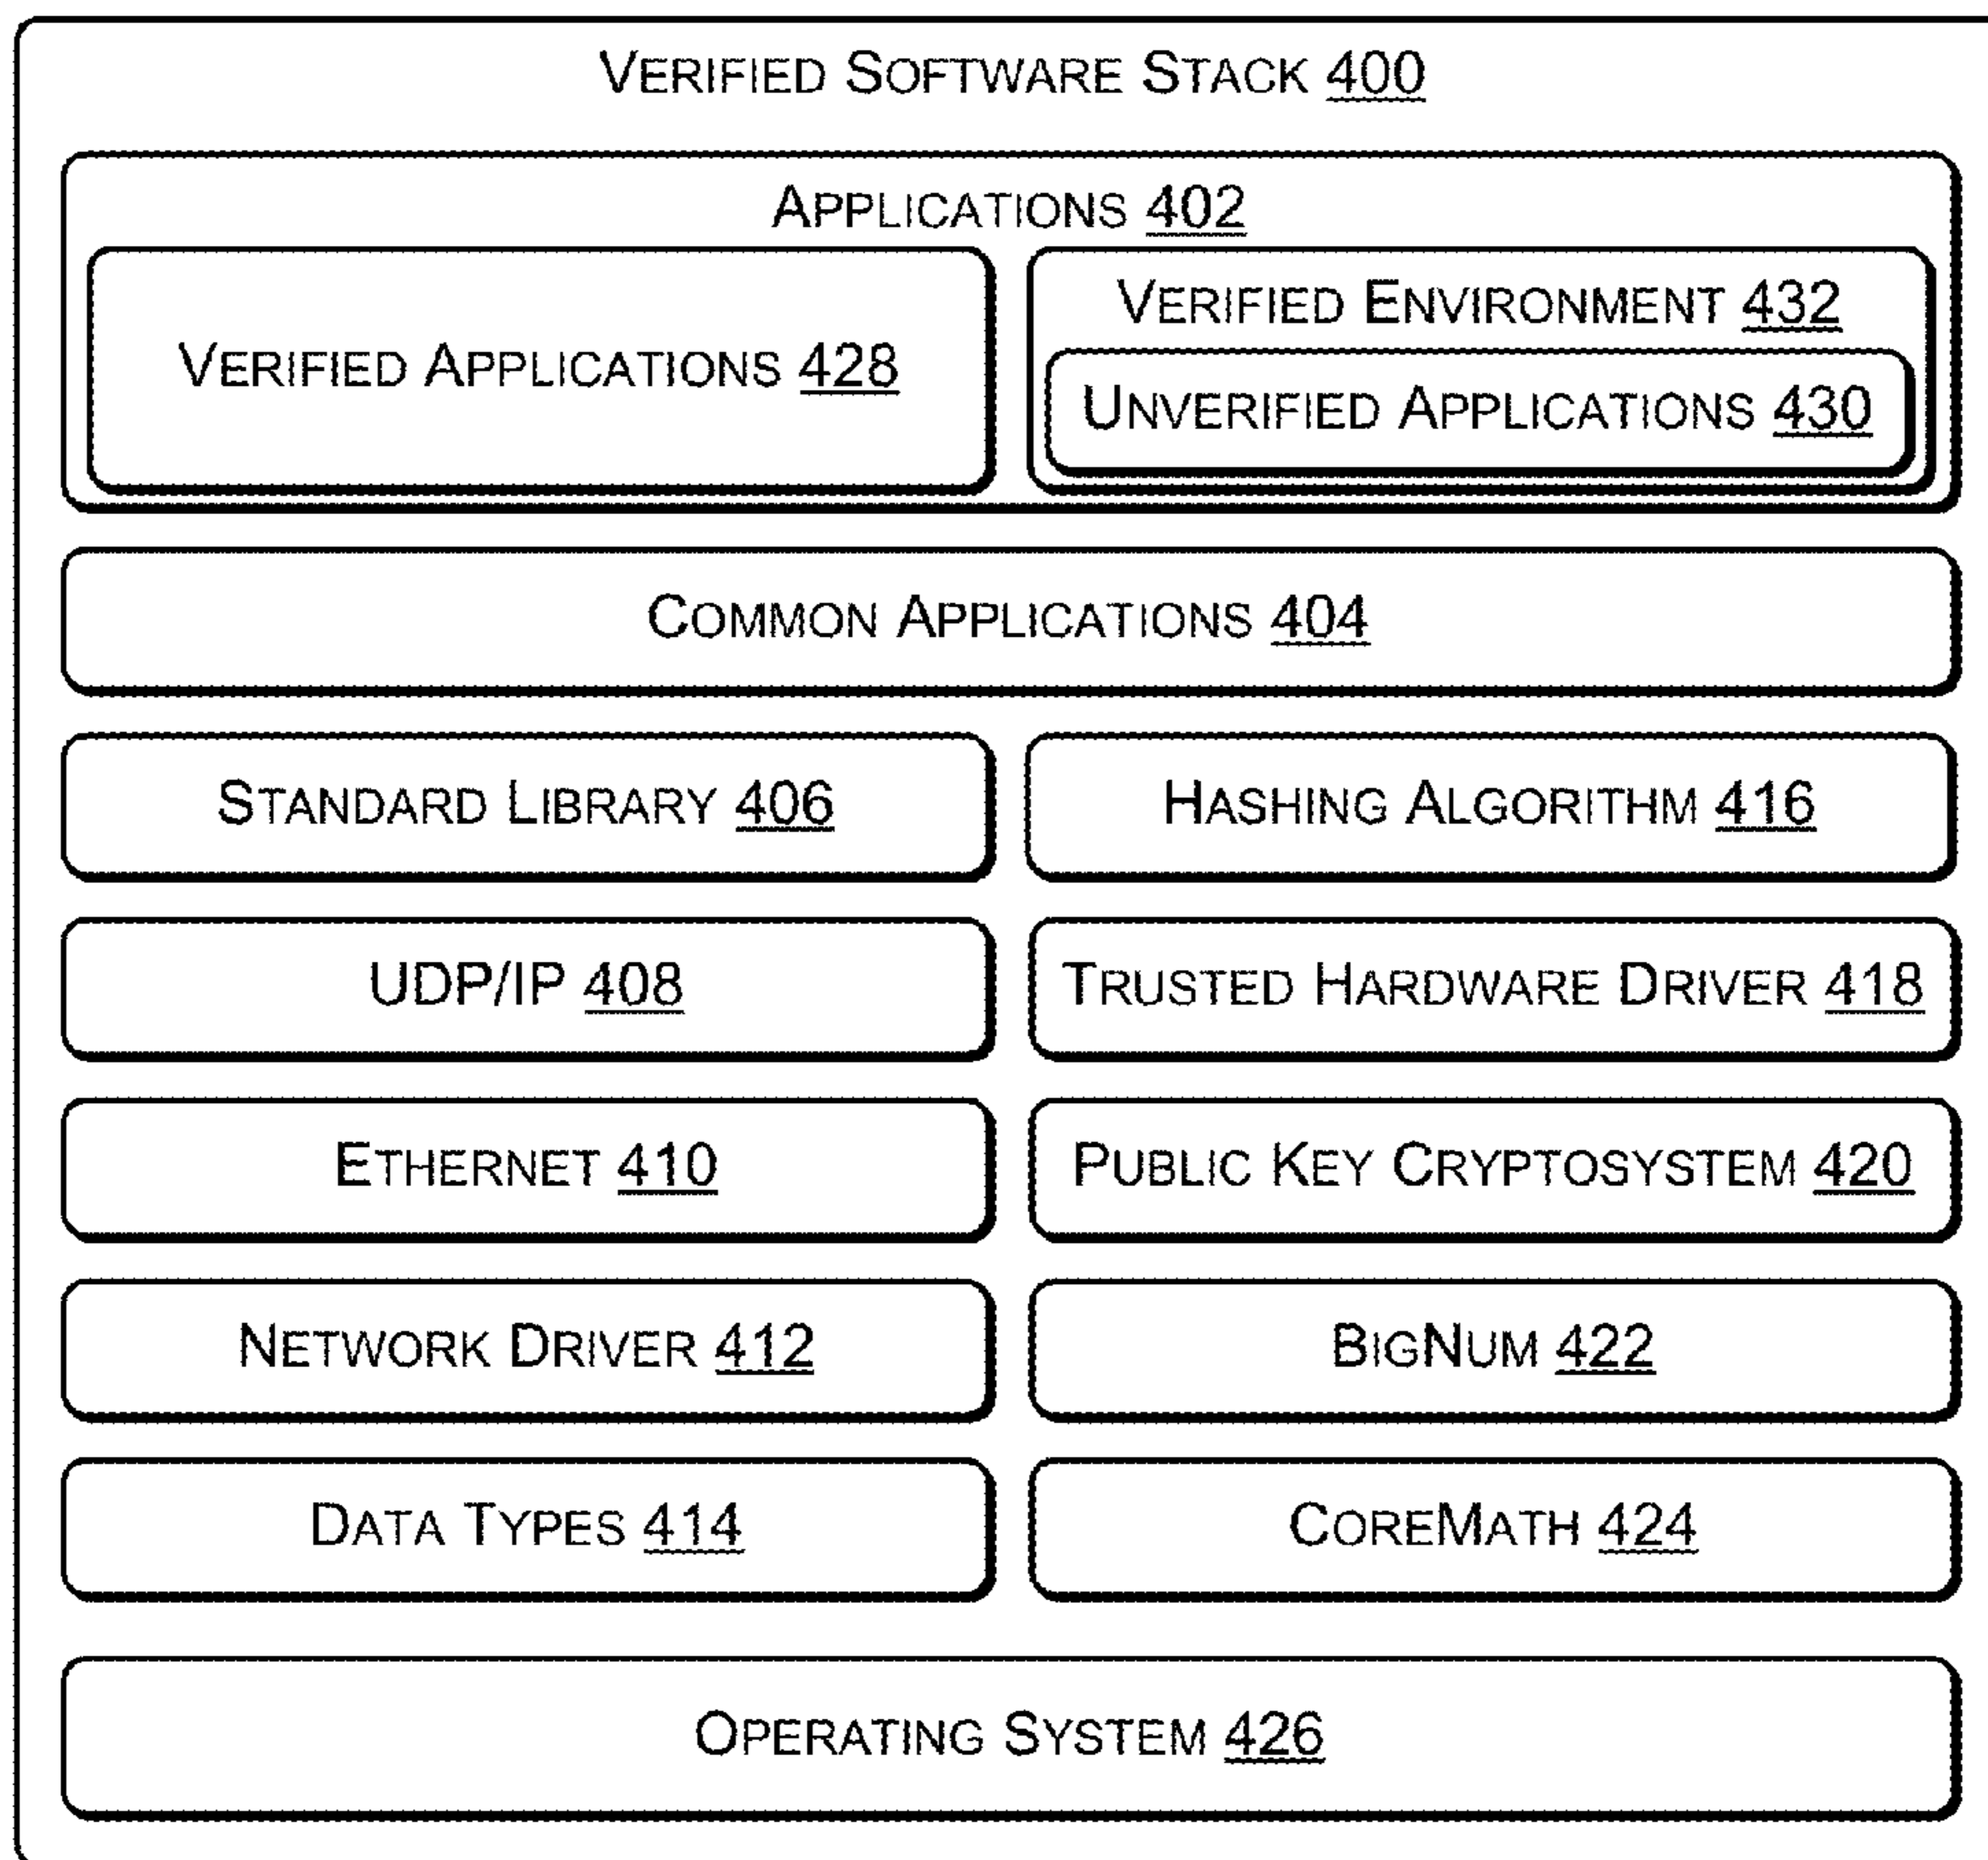 VERIFIED SOFTWARE STACK 400
APPLICATIONS 402
VERIFIED APPLICATIONS 428
VERIFIED ENVIRONMENT 432
UNVERIFIED APPLICATIONS 430
COMMON APPLICATIONS 404
STANDARD LIBRARY 406
HASHING ALGORITHM 416
UDP/IP 408
TRUSTED HARDWARE DRIVER 418
ETHERNET 410
PUBLIC KEY CRYPTOSYSTEM 420
NETWORK DRIVER 412
BIGNUM 422
DATA TYPES 414
COREMATH 424
OPERATING SYSTEM 426